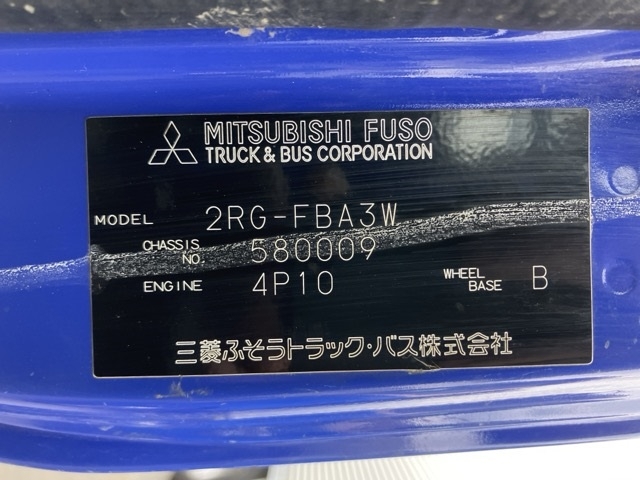 MITSUBISHI FUSO
TRUCK & BUS CORPORATION
MODEL 2RG-FBA3W
CHASSIS NO. 580009
ENGINE 4P10 WHEEL BASE B
三菱ふそうトラック・バス株式会社